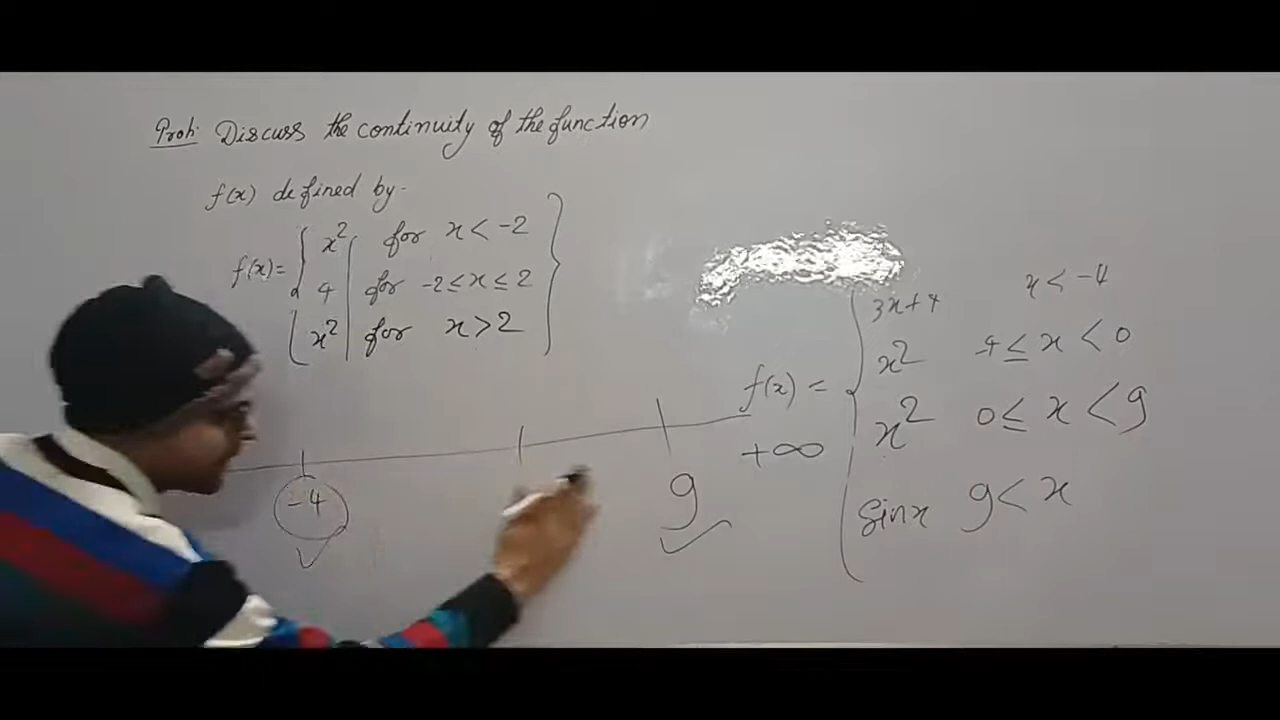 Prob: Discuss the continuity of the function
f(x) defined by.
f(x) = { x² for x < -2
4 for -2 ≤ x ≤ 2
x² for x > 2 }
-4 9 +∞
f(x) = { 3x+4 x < -4
x² -4 ≤ x < 0
x² 0 ≤ x < 9
Sinx 9 < x